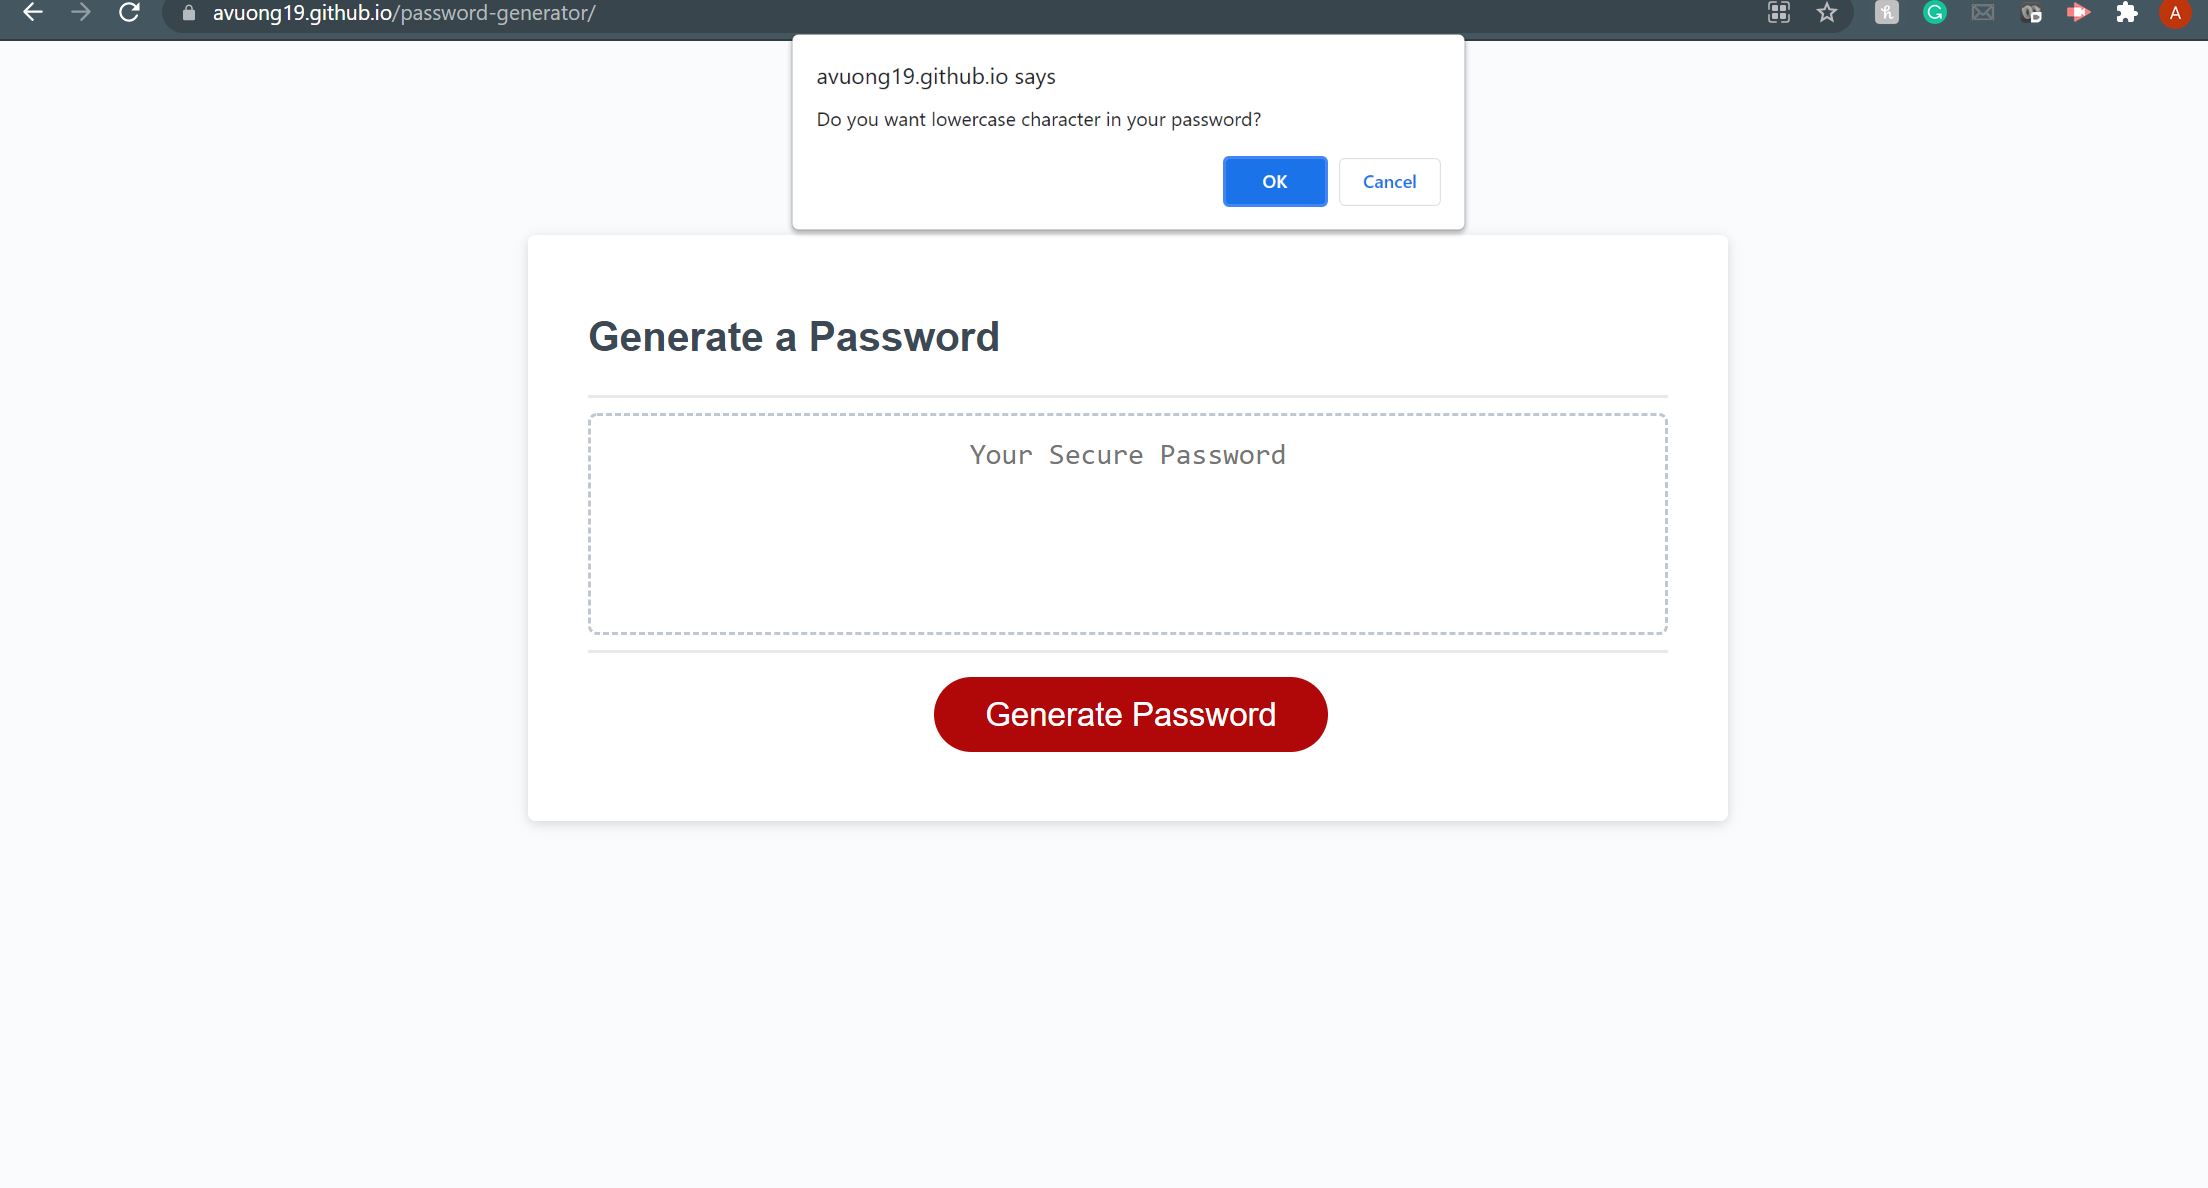 avuong19.github.io/password-generator/
A
avuong19.github.io says
Do you want lowercase character in your password?
OK
Cancel
Generate a Password
Your Secure Password
Generate Password